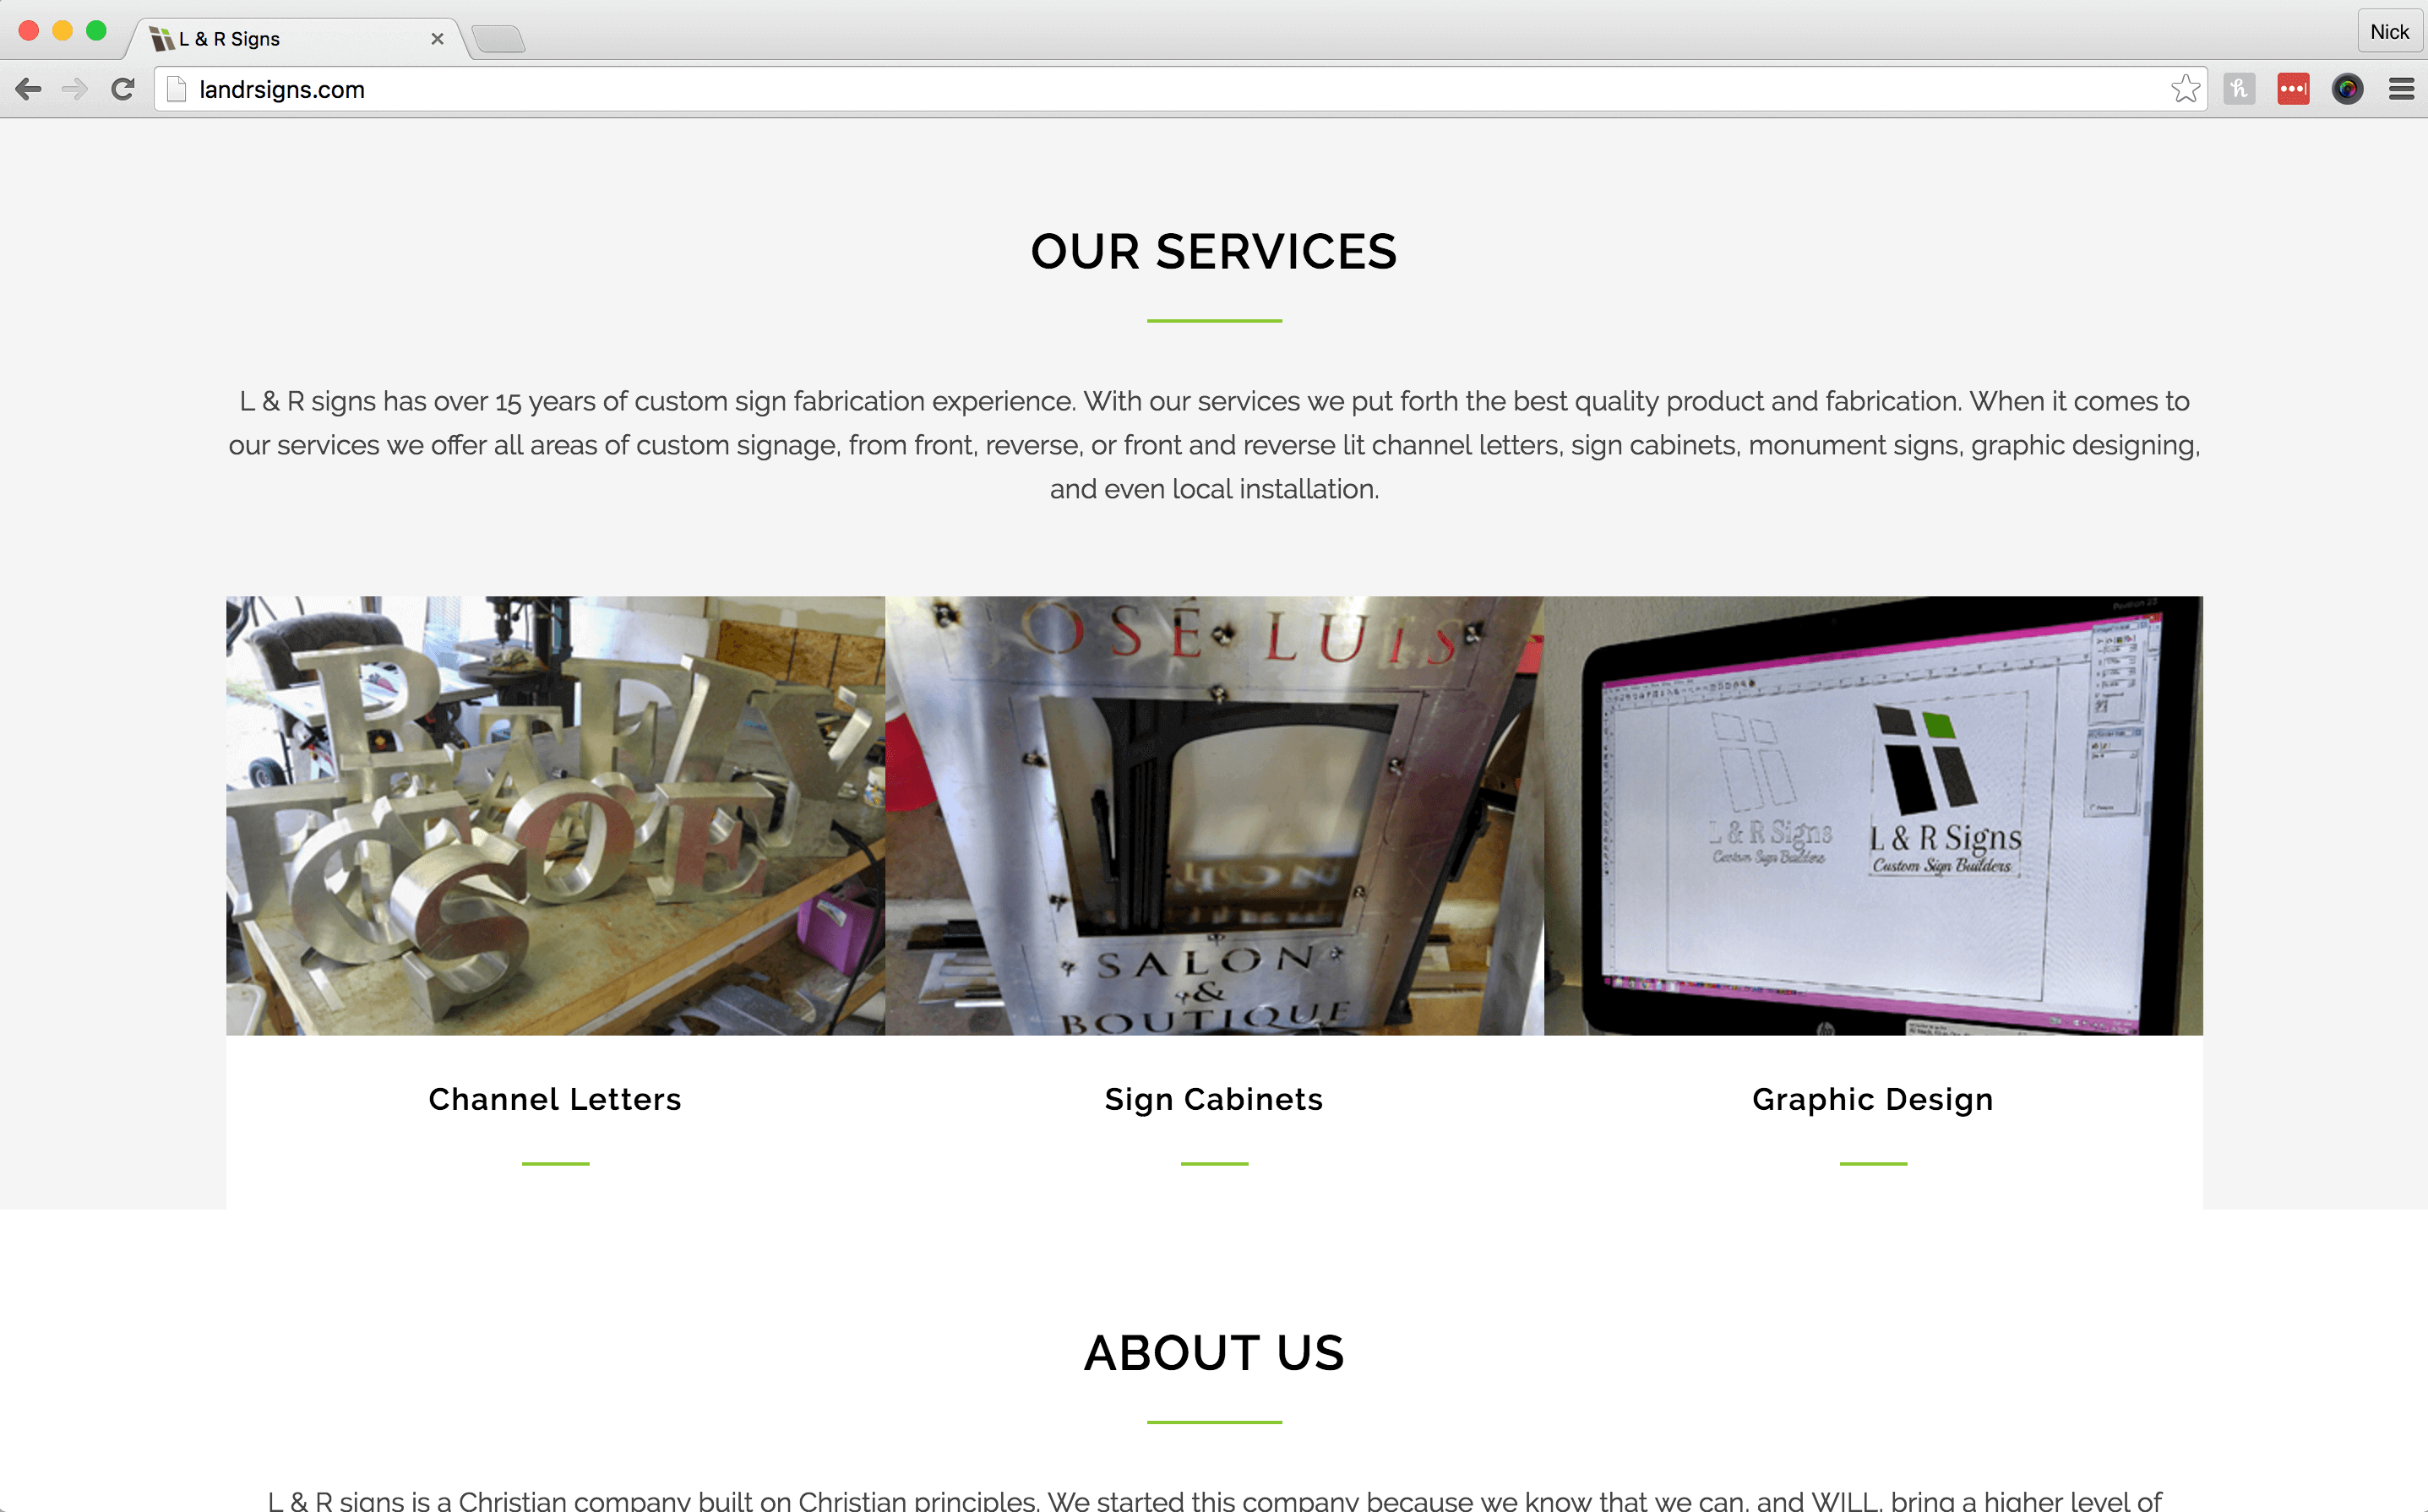 L & R Signs
Nick
landrsigns.com
OUR SERVICES
L & R signs has over 15 years of custom sign fabrication experience. With our services we put forth the best quality product and fabrication. When it comes to
our services we offer all areas of custom signage, from front, reverse, or front and reverse lit channel letters, sign cabinets, monument signs, graphic designing,
and even local installation.
OSÉ LUIS
SALON
&
BOUTIQUE
L & R Signs
Custom Sign Builders
L & R Signs
Custom Sign Builders
hp
Channel Letters
Sign Cabinets
Graphic Design
ABOUT US
L & R signs is a Christian company built on Christian principles. We started this company because we know that we can, and WILL, bring a higher level of